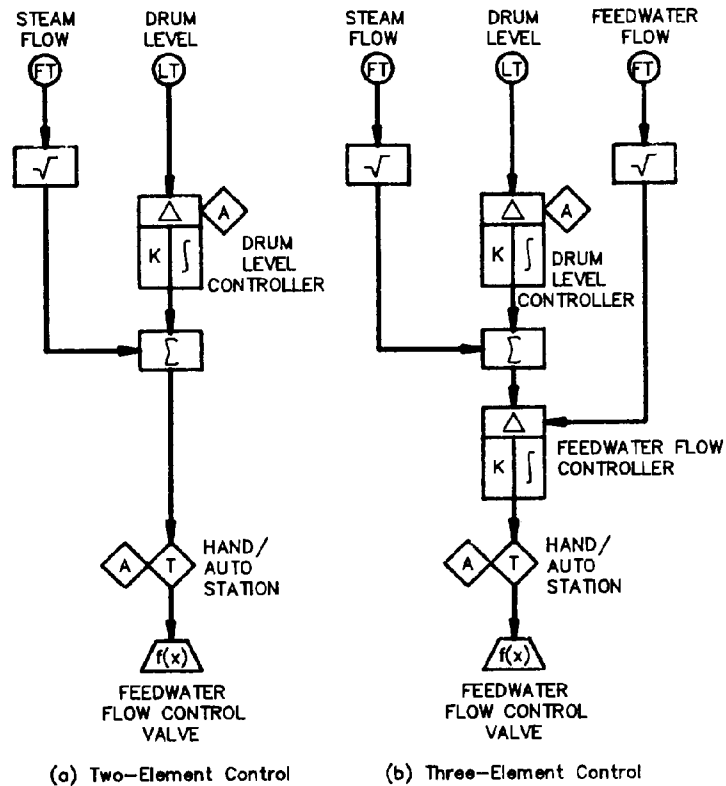 STEAM FLOW
DRUM LEVEL
FT
LT
√
△
A
K
∫
DRUM LEVEL CONTROLLER
Σ
A
T
HAND/ AUTO STATION
f(x)
FEEDWATER FLOW CONTROL VALVE
(a) Two-Element Control
STEAM FLOW
DRUM LEVEL
FEEDWATER FLOW
FT
LT
FT
√
√
△
A
K
∫
DRUM LEVEL CONTROLLER
Σ
△
K
∫
FEEDWATER FLOW CONTROLLER
A
T
HAND/ AUTO STATION
f(x)
FEEDWATER FLOW CONTROL VALVE
(b) Three-Element Control